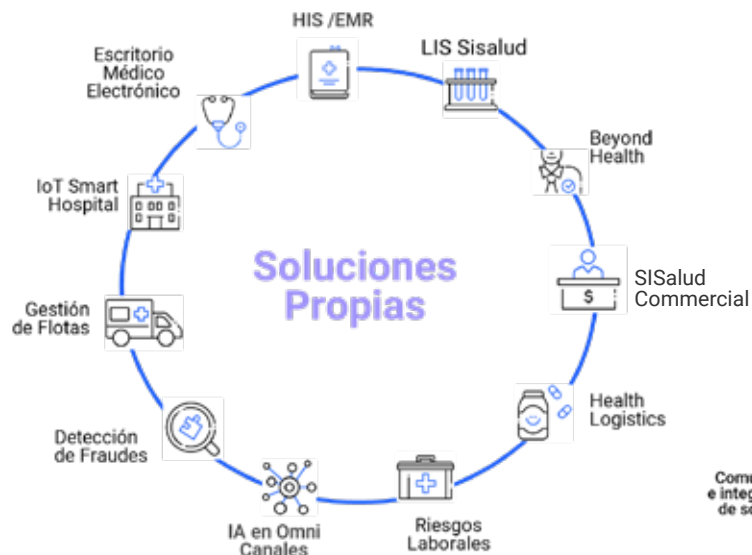 HIS /EMR
LIS Sisalud
Beyond
Health
SISalud
Commercial
Health
Logistics
Riesgos
Laborales
IA en Omni
Canales
Detección
de Fraudes
Gestión
de Flotas
IoT Smart
Hospital
Escritorio
Médico
Electrónico
Soluciones
Propias
$